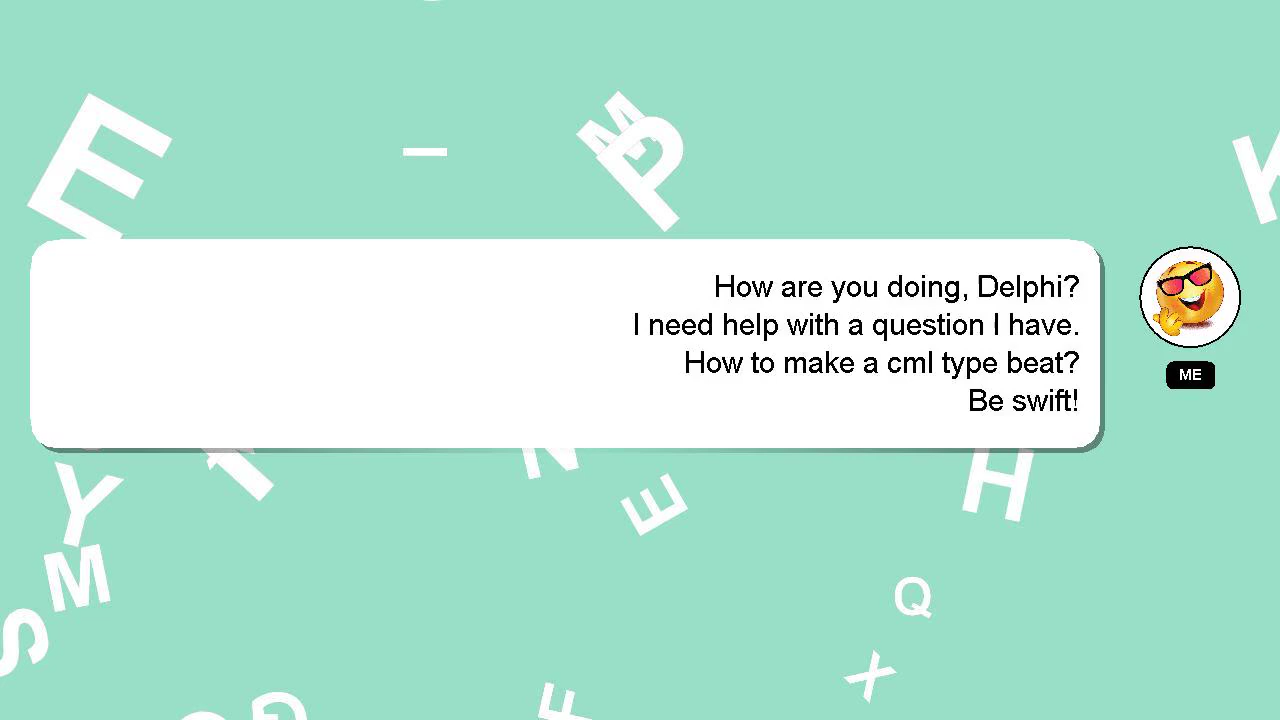 How are you doing, Delphi?
I need help with a question I have.
How to make a cml type beat?
Be swift!
ME
E
M
P
K
Y
N
E
H
M
S
Q
X
G
F